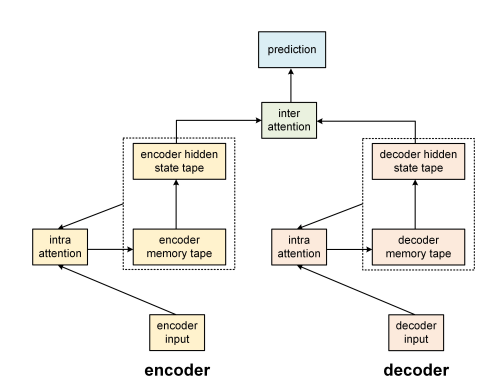 prediction
inter
attention
encoder hidden
state tape
decoder hidden
state tape
intra
attention
encoder
memory tape
intra
attention
decoder
memory tape
encoder
input
decoder
input
encoder
decoder